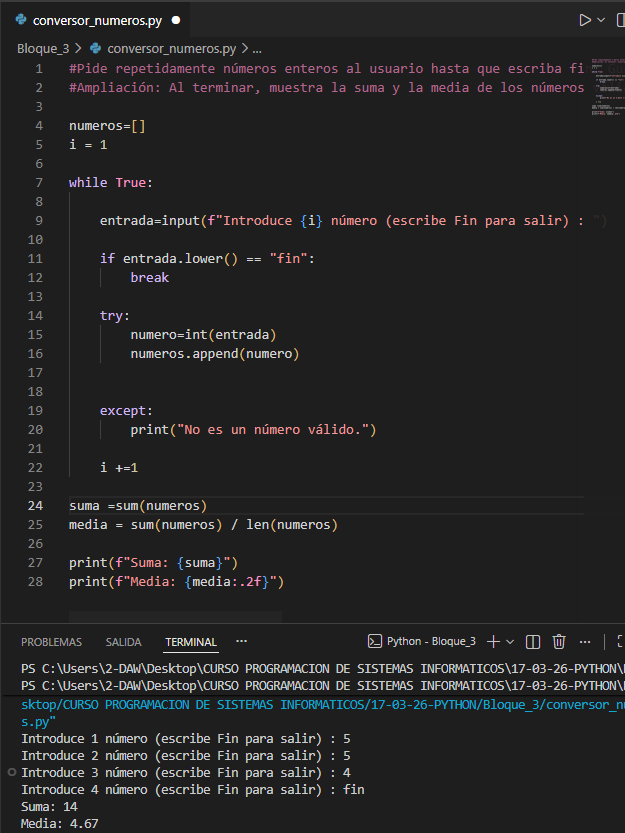 conversor_numeros.py
Bloque_3 > conversor_numeros.py > ...
1 #Pide repetidamente números enteros al usuario hasta que escriba fi
2 #Ampliación: Al terminar, muestra la suma y la media de los números
3
4 numeros=[]
5 i = 1
6
7 while True:
8
9 entrada=input(f"Introduce {i} número (escribe Fin para salir) : ")
10
11 if entrada.lower() == "fin":
12 break
13
14 try:
15 numero=int(entrada)
16 numeros.append(numero)
17
18
19 except:
20 print("No es un número válido.")
21
22 i +=1
23
24 suma =sum(numeros)
25 media = sum(numeros) / len(numeros)
26
27 print(f"Suma: {suma}")
28 print(f"Media: {media:.2f}")
PROBLEMAS SALIDA TERMINAL ... Python - Bloque_3 ...
PS C:\Users\2-DAW\Desktop\CURSO PROGRAMACION DE SISTEMAS INFORMATICOS\17-03-26-PYTHON\
PS C:\Users\2-DAW\Desktop\CURSO PROGRAMACION DE SISTEMAS INFORMATICOS\17-03-26-PYTHON\
sktop/CURSO PROGRAMACION DE SISTEMAS INFORMATICOS/17-03-26-PYTHON/Bloque_3/conversor_nu
s.py"
Introduce 1 número (escribe Fin para salir) : 5
Introduce 2 número (escribe Fin para salir) : 5
Introduce 3 número (escribe Fin para salir) : 4
Introduce 4 número (escribe Fin para salir) : fin
Suma: 14
Media: 4.67